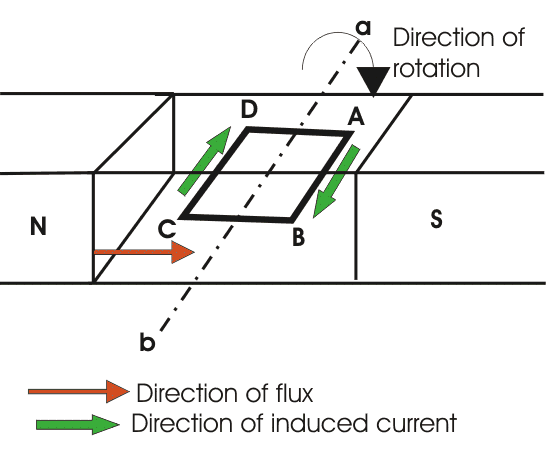 a
Direction of
rotation
D
A
N
S
C
B
b
Direction of flux
Direction of induced current